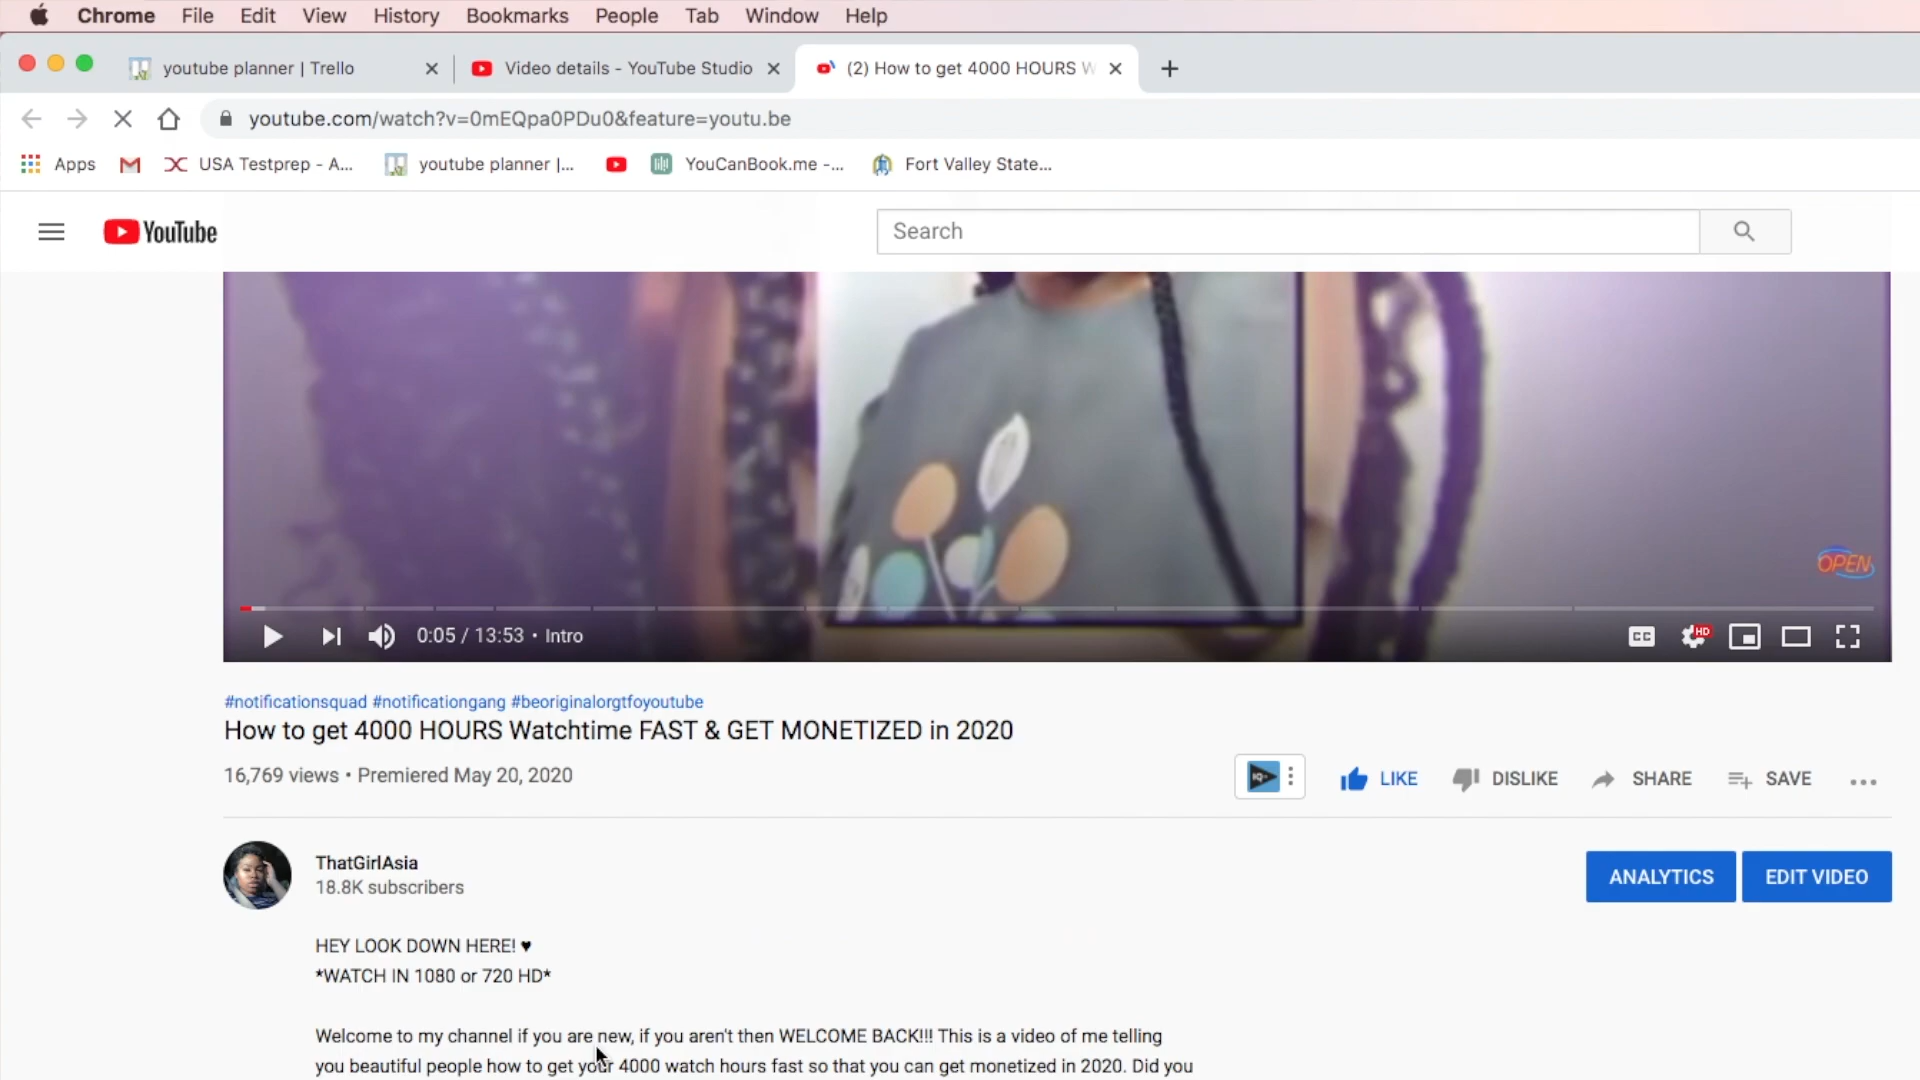 Chrome File Edit View History Bookmarks People Tab Window Help
youtube planner | Trello
Video details - YouTube Studio
(2) How to get 4000 HOURS W
youtube.com/watch?v=0mEQpa0PDu0&feature=youtu.be
Apps
USA Testprep - A...
youtube planner |...
YouCanBook.me -...
Fort Valley State...
YouTube
Search
OPEN
0:05 / 13:53 • Intro
CC
HD
#notificationsquad #notificationgang #beoriginalorgtfoyoutube
How to get 4000 HOURS Watchtime FAST & GET MONETIZED in 2020
16,769 views • Premiered May 20, 2020
IQ
LIKE DISLIKE SHARE SAVE
ThatGirlAsia
18.8K subscribers
ANALYTICS
EDIT VIDEO
HEY LOOK DOWN HERE! ♥
*WATCH IN 1080 or 720 HD*
Welcome to my channel if you are new, if you aren't then WELCOME BACK!!! This is a video of me telling
you beautiful people how to get your 4000 watch hours fast so that you can get monetized in 2020. Did you